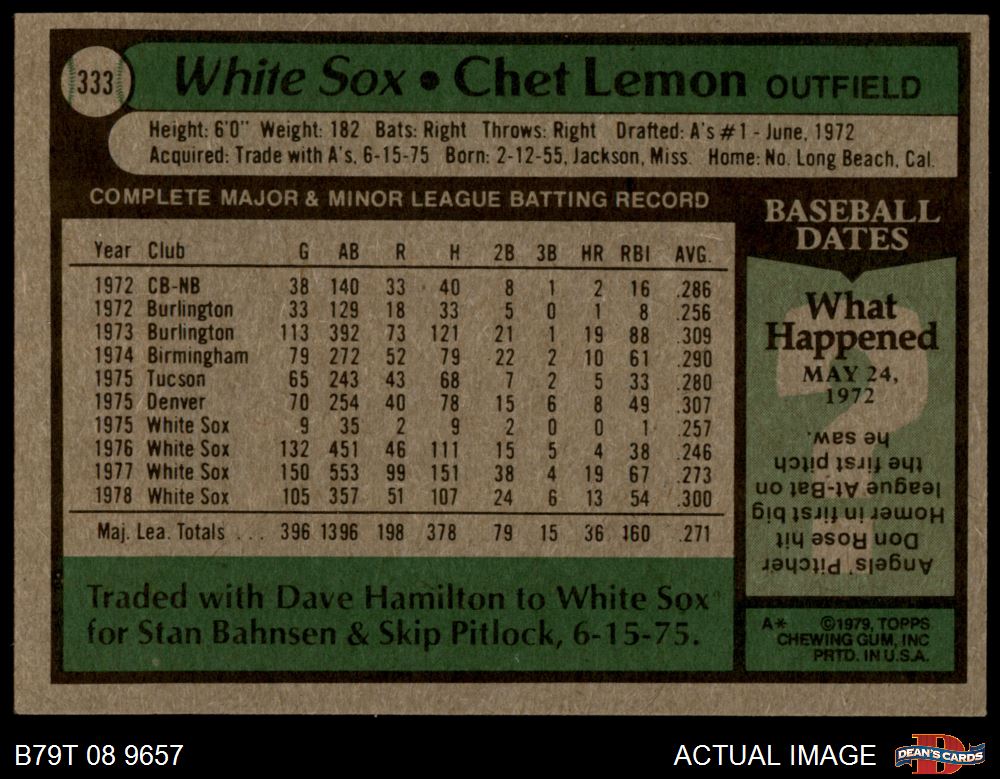 333 White Sox • Chet Lemon OUTFIELD
Height: 6'0" Weight: 182 Bats: Right Throws: Right Drafted: A's #1 - June, 1972
Acquired: Trade with A's, 6-15-75 Born: 2-12-55, Jackson, Miss. Home: No. Long Beach, Cal.
COMPLETE MAJOR & MINOR LEAGUE BATTING RECORD
Year Club G AB R H 2B 3B HR RBI AVG.
1972 CB-NB 38 140 33 40 8 1 2 16 .286
1972 Burlington 33 129 18 33 5 0 1 8 .256
1973 Burlington 113 392 73 121 21 1 19 88 .309
1974 Birmingham 79 272 52 79 22 2 10 61 .290
1975 Tucson 65 243 43 68 7 2 5 33 .280
1975 Denver 70 254 40 78 15 6 8 49 .307
1975 White Sox 9 35 2 9 2 0 0 1 .257
1976 White Sox 132 451 46 111 15 5 4 38 .246
1977 White Sox 150 553 99 151 38 4 19 67 .273
1978 White Sox 105 357 51 107 24 6 13 54 .300
Maj. Lea. Totals . . . 396 1396 198 378 79 15 36 160 .271
Traded with Dave Hamilton to White Sox
for Stan Bahnsen & Skip Pitlock, 6-15-75.
BASEBALL
DATES
What
Happened
MAY 24,
1972
?
Angels' Pitcher
Don Rose hit
Homer in first big
league At-Bat on
the first pitch
he saw.
A* ©1979, TOPPS
CHEWING GUM, INC
PRTD. IN U.S.A.
B79T 08 9657
ACTUAL IMAGE
D
DEAN'S CARDS